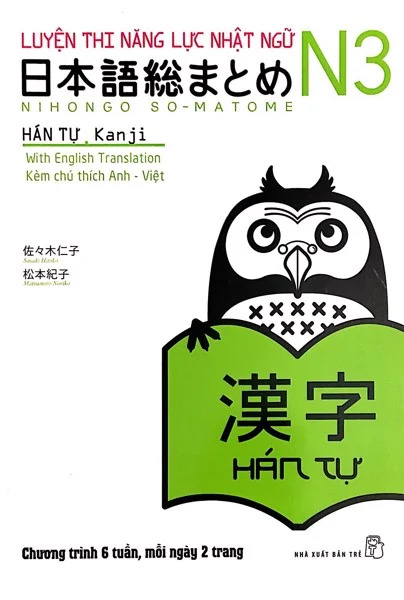 LUYỆN THI NĂNG LỰC NHẬT NGỮ
日本語総まとめ N3
NIHONGO SO-MATOME
HÁN TỰ . Kanji
With English Translation
Kèm chú thích Anh - Việt
佐々木仁子
Sasaki Hitoko
松本紀子
Matsumoto Noriko
漢字
HÁN TỰ
Chương trình 6 tuần, mỗi ngày 2 trang
NHÀ XUẤT BẢN TRẺ